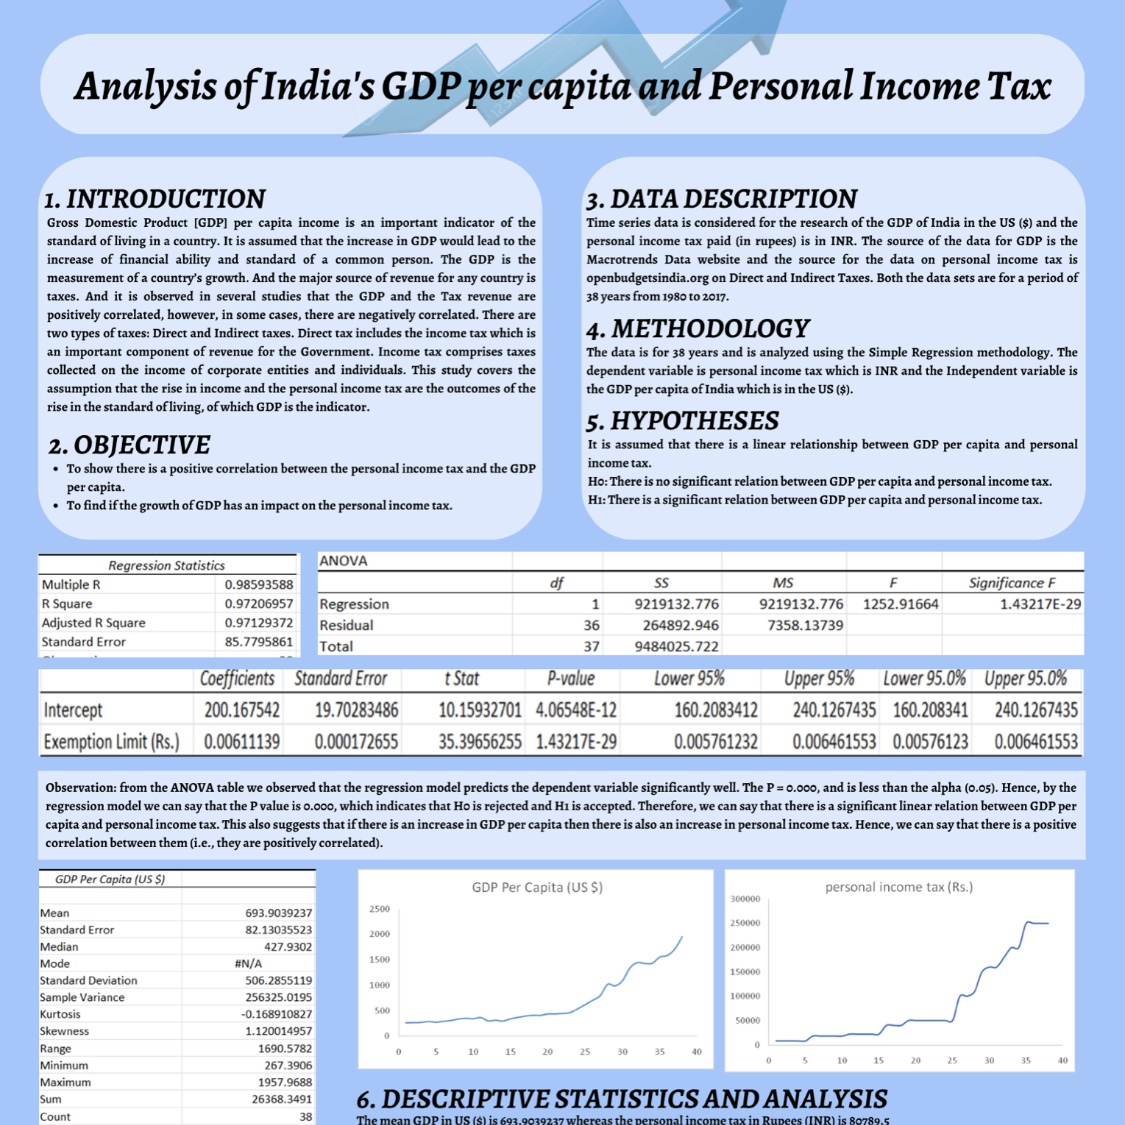 Analysis of India's GDP per capita and Personal Income Tax
1. INTRODUCTION
Gross Domestic Product [GDP] per capita income is an important indicator of the
standard of living in a country. It is assumed that the increase in GDP would lead to the
increase of financial ability and standard of a common person. The GDP is the
measurement of a country's growth. And the major source of revenue for any country is
taxes. And it is observed in several studies that the GDP and the Tax revenue are
positively correlated, however, in some cases, there are negatively correlated. There are
two types of taxes: Direct and Indirect taxes. Direct tax includes the income tax which is
an important component of revenue for the Government. Income tax comprises taxes
collected on the income of corporate entities and individuals. This study covers the
assumption that the rise in income and the personal income tax are the outcomes of the
rise in the standard of living, of which GDP is the indicator.
2. OBJECTIVE
• To show there is a positive correlation between the personal income tax and the GDP
per capita.
• To find if the growth of GDP has an impact on the personal income tax.
3. DATA DESCRIPTION
Time series data is considered for the research of the GDP of India in the US ($) and the
personal income tax paid (in rupees) is in INR. The source of the data for GDP is the
Macrotrends Data website and the source for the data on personal income tax is
openbudgetsindia.org on Direct and Indirect Taxes. Both the data sets are for a period of
38 years from 1980 to 2017.
4. METHODOLOGY
The data is for 38 years and is analyzed using the Simple Regression methodology. The
dependent variable is personal income tax which is INR and the Independent variable is
the GDP per capita of India which is in the US ($).
5. HYPOTHESES
It is assumed that there is a linear relationship between GDP per capita and personal
income tax.
H0: There is no significant relation between GDP per capita and personal income tax.
H1: There is a significant relation between GDP per capita and personal income tax.
Regression Statistics
Multiple R 0.98593588
R Square 0.97206957
Adjusted R Square 0.97129372
Standard Error 85.7795861
ANOVA
df SS MS F Significance F
Regression 1 9219132.776 9219132.776 1252.91664 1.43217E-29
Residual 36 264892.946 7358.13739
Total 37 9484025.722
Coefficients Standard Error t Stat P-value Lower 95% Upper 95% Lower 95.0% Upper 95.0%
Intercept 200.167542 19.70283486 10.15932701 4.06548E-12 160.2083412 240.1267435 160.208341 240.1267435
Exemption Limit (Rs.) 0.00611139 0.000172655 35.39656255 1.43217E-29 0.005761232 0.006461553 0.00576123 0.006461553
Observation: from the ANOVA table we observed that the regression model predicts the dependent variable significantly well. The P = 0.000, and is less than the alpha (0.05). Hence, by the
regression model we can say that the P value is 0.000, which indicates that H0 is rejected and H1 is accepted. Therefore, we can say that there is a significant linear relation between GDP per
capita and personal income tax. This also suggests that if there is an increase in GDP per capita then there is also an increase in personal income tax. Hence, we can say that there is a positive
correlation between them (i.e., they are positively correlated).
GDP Per Capita (US $)
Mean 693.9039237
Standard Error 82.13035523
Median 427.9302
Mode #N/A
Standard Deviation 506.2855119
Sample Variance 256325.0195
Kurtosis -0.168910827
Skewness 1.120014957
Range 1690.5782
Minimum 267.3906
Maximum 1957.9688
Sum 26368.3491
Count 38
GDP Per Capita (US $)
2500
2000
1500
1000
500
0
0 5 10 15 20 25 30 35 40
personal income tax (Rs.)
300000
250000
200000
150000
100000
50000
0
0 5 10 15 20 25 30 35 40
6. DESCRIPTIVE STATISTICS AND ANALYSIS
The mean GDP in US ($) is 693.9039237 whereas the personal income tax in Rupees (INR) is 80789.5